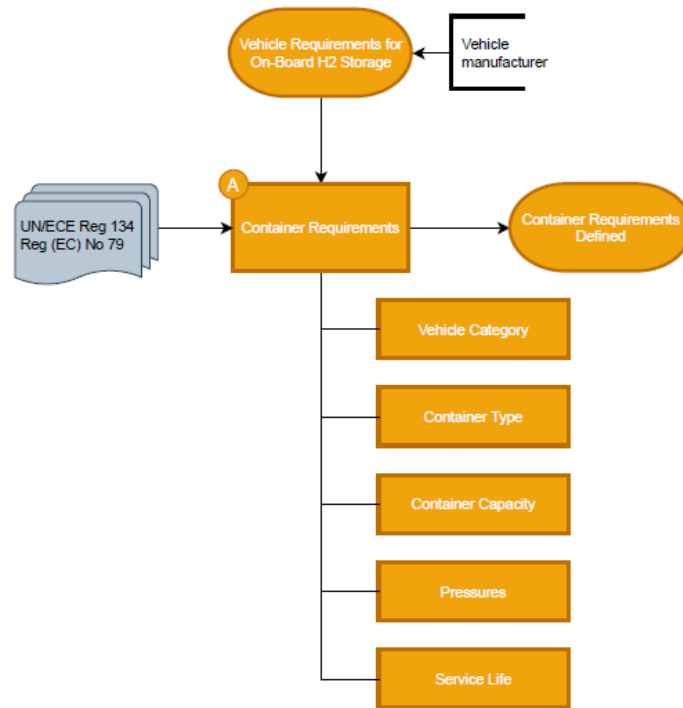 Vehicle Requirements for
On-Board H2 Storage
Vehicle
manufacturer
A
UN/ECE Reg 134
Reg (EC) No 79
Container Requirements
Container Requirements
Defined
Vehicle Category
Container Type
Container Capacity
Pressures
Service Life